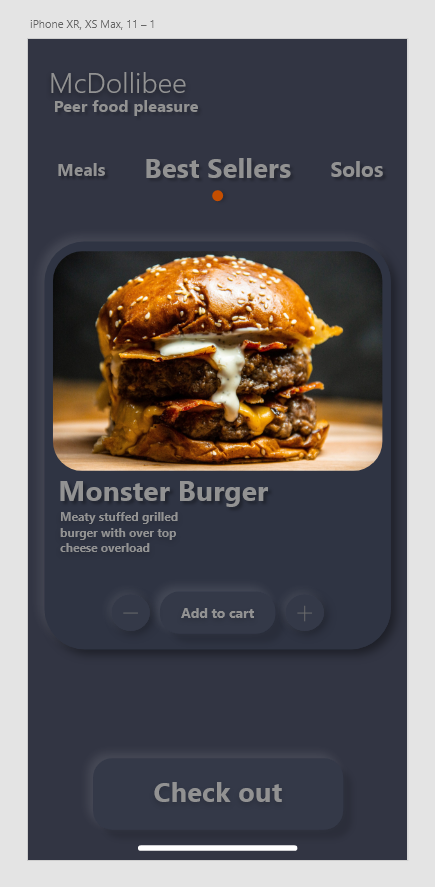 iPhone XR, XS Max, 11 – 1
McDollibee
Peer food pleasure
Meals Best Sellers Solos
Monster Burger
Meaty stuffed grilled
burger with over top
cheese overload
Add to cart
Check out